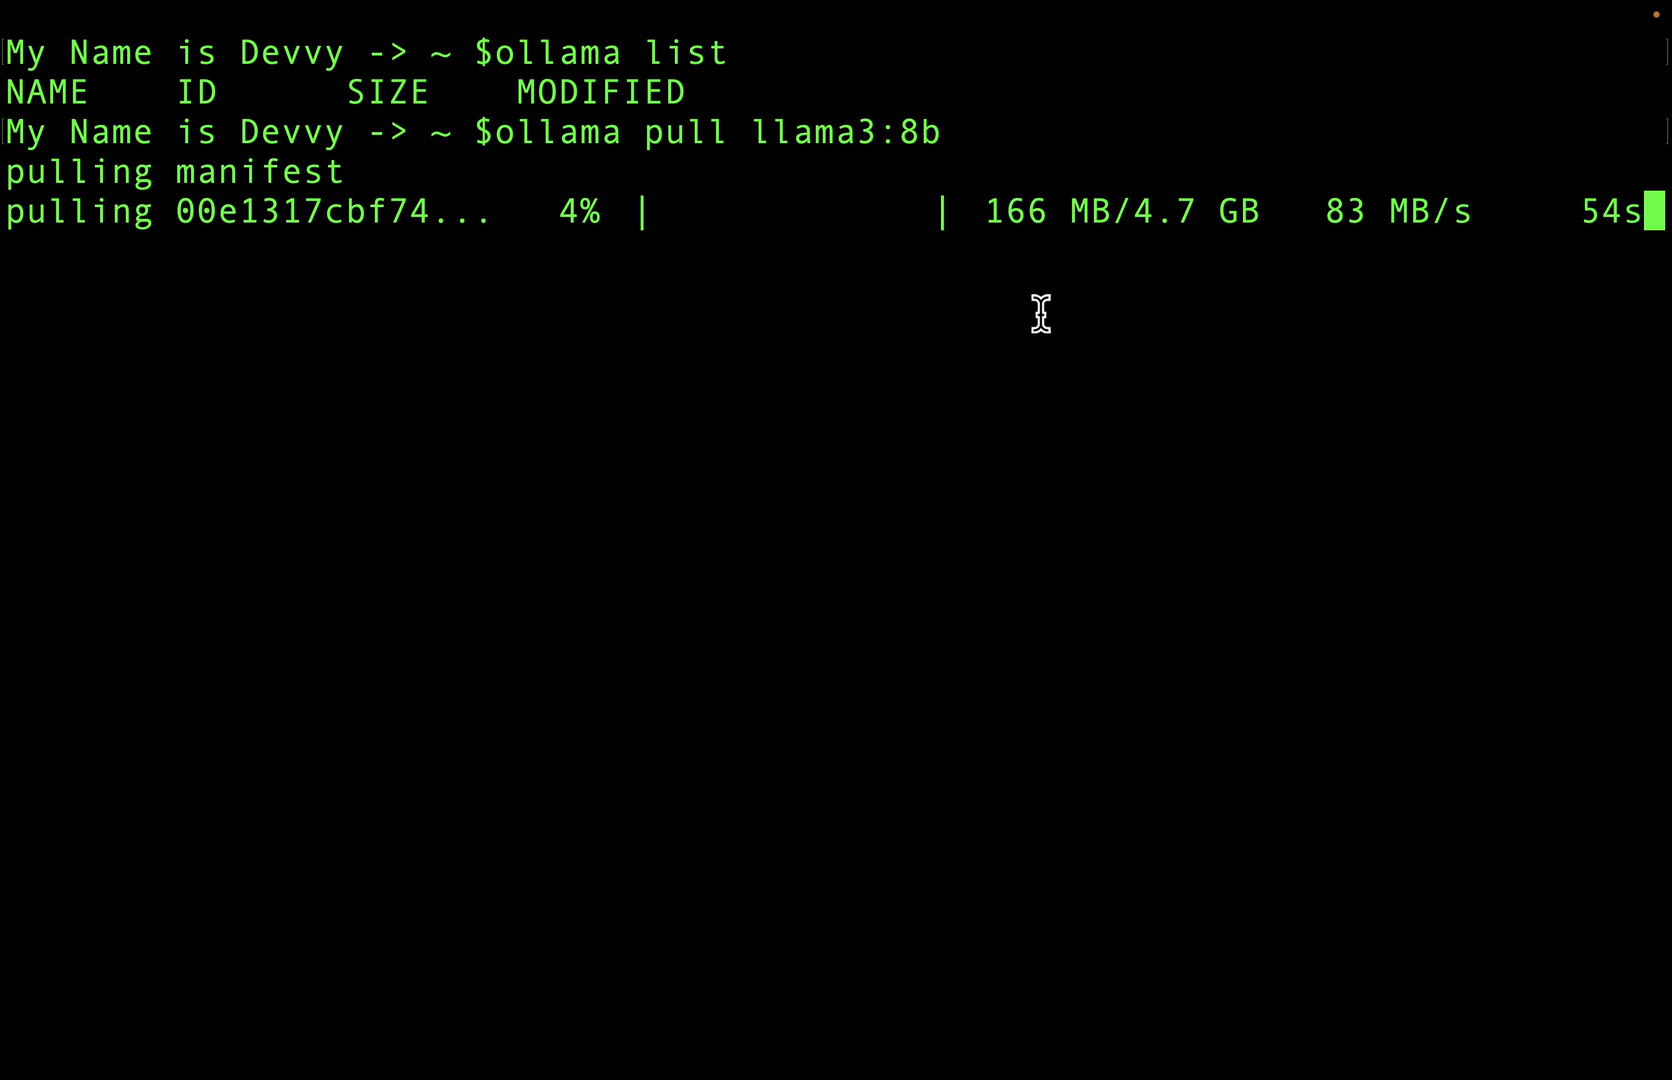 My Name is Devvy -> ~ $ollama list
NAME    ID      SIZE    MODIFIED
My Name is Devvy -> ~ $ollama pull llama3:8b
pulling manifest
pulling 00e1317cbf74...   4% |              | 166 MB/4.7 GB   83 MB/s     54s